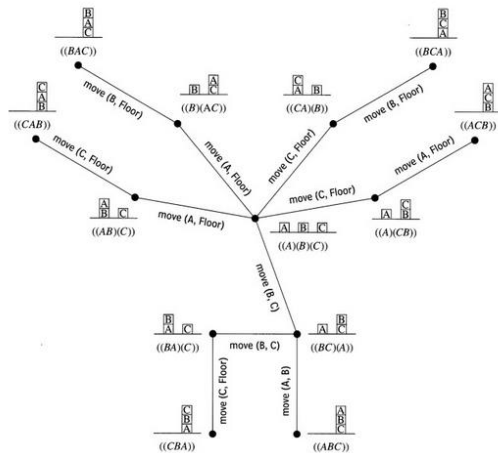 B
A
C
((BAC))
B
C
A
((BCA))
move (B, Floor)
A
B C
((B)(AC))
C
A B
((CA)(B))
move (B, Floor)
C
A
B
((CAB))
A
C
B
((ACB))
move (C, Floor)
move (A, Floor)
move (C, Floor)
move (A, Floor)
A
B C
((AB)(C))
move (A, Floor)
move (C, Floor)
C
A B
((A)(CB))
A B C
((A)(B)(C))
move (B, C)
B
A C
((BA)(C))
move (B, C)
B
A C
((BC)(A))
move (C, Floor)
move (A, B)
C
B
A
((CBA))
A
B
C
((ABC))